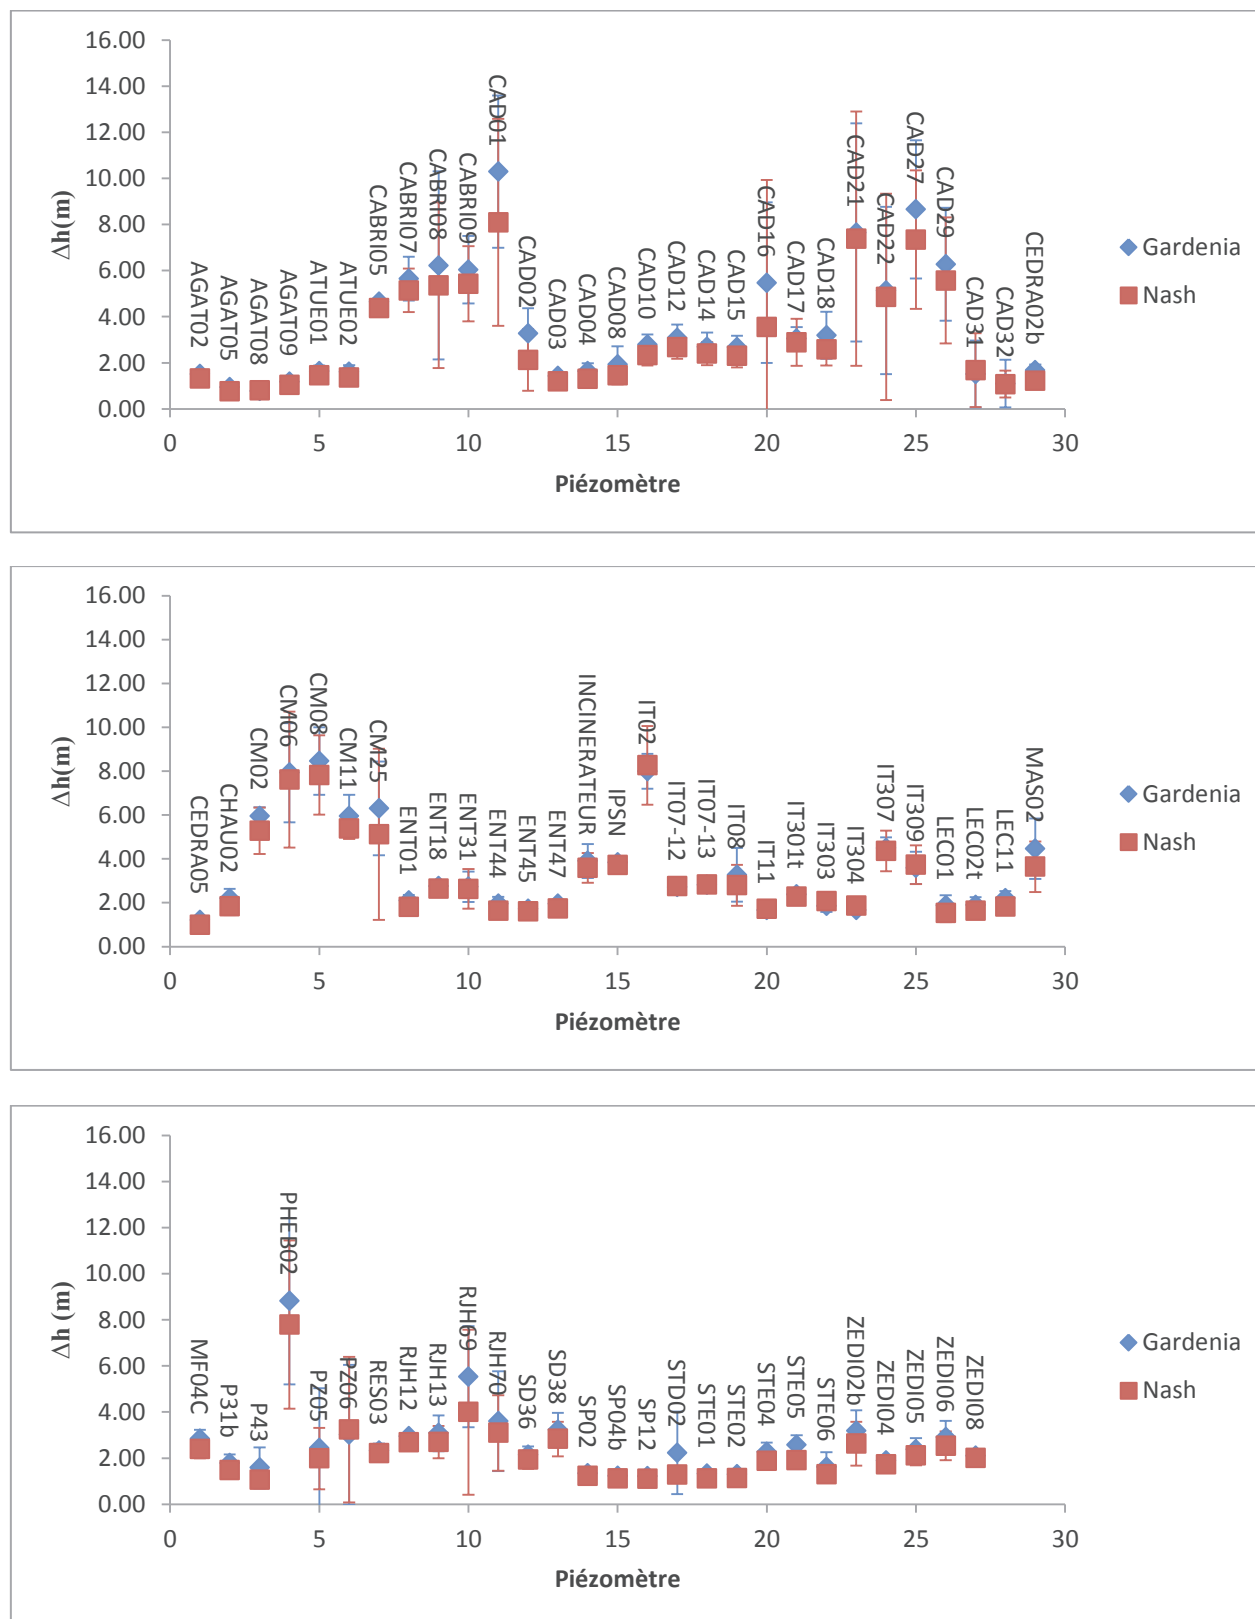 16.00
14.00
12.00
10.00
8.00
6.00
4.00
2.00
0.00
Δh(m)
AGAT02
AGAT05
AGAT08
AGAT09
ATUE01
ATUE02
CABRI05
CABRI07
CABRI08
CABRI09
CAD01
CAD02
CAD03
CAD04
CAD08
CAD10
CAD12
CAD14
CAD15
CAD16
CAD17
CAD18
CAD21
CAD22
CAD27
CAD29
CAD31
CAD32
CEDRA02b
0 5 10 15 20 25 30
Piézomètre
Gardenia
Nash
16.00
14.00
12.00
10.00
8.00
6.00
4.00
2.00
0.00
Δh(m)
CEDRA05
CHAU02
CM02
CM06
CM08
CM11
CM25
ENT01
ENT18
ENT31
ENT44
ENT45
ENT47
INCINERATEUR
IPSN
IT02
IT07-12
IT07-13
IT08
IT11
IT301t
IT303
IT304
IT307
IT309
LEC01
LEC02t
LEC11
MAS02
0 5 10 15 20 25 30
Piézomètre
Gardenia
Nash
16.00
14.00
12.00
10.00
8.00
6.00
4.00
2.00
0.00
Δh (m)
MF04C
P31b
P43
PHEB02
PZ05
PZ06
RES03
RJH12
RJH13
RJH69
RJH70
SD36
SD38
SP02
SP04b
SP12
STD02
STE01
STE02
STE04
STE05
STE06
ZEDI02b
ZEDI04
ZEDI05
ZEDI06
ZEDI08
0 5 10 15 20 25 30
Piézomètre
Gardenia
Nash